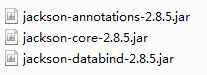 jackson-annotations-2.8.5.jar
jackson-core-2.8.5.jar
jackson-databind-2.8.5.jar